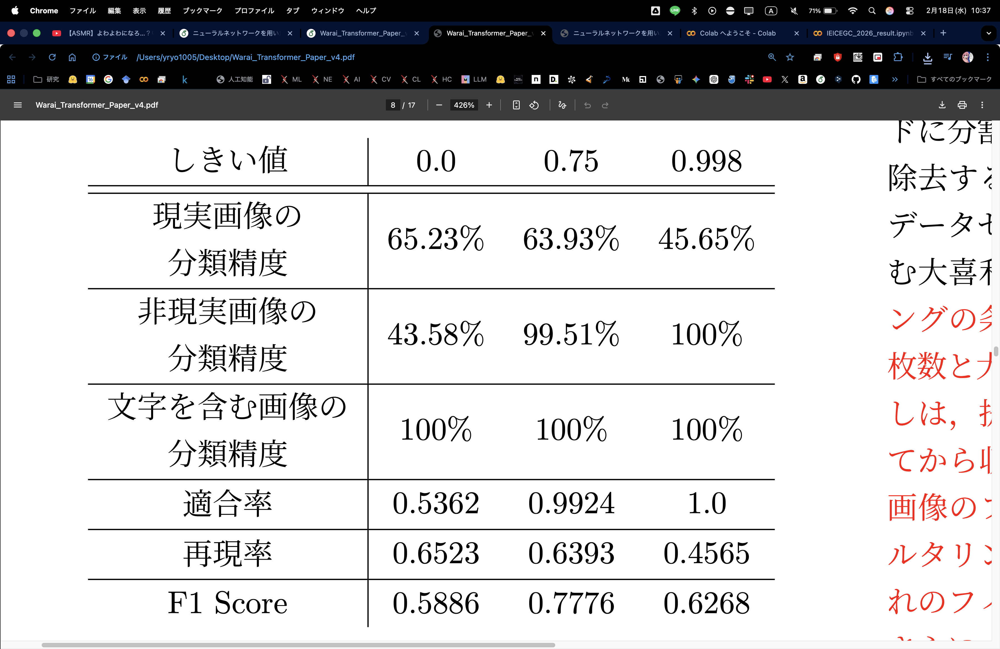 Chrome ファイル 編集 表示 履歴 ブックマーク プロファイル タブ ウィンドウ ヘルプ LINE A 71% 2月18日(水) 10:37
【ASMR】よわよわになろ...? ニューラルネットワークを用い Warai_Transformer_Paper_ Warai_Transformer_Paper_ ニューラルネットワークを用い Colab へようこそ - Colab IEICEGC_2026_result.ipynb
ファイル /Users/yryo1005/Desktop/Warai_Transformer_Paper_v4.pdf
研究 16 k 人工知能 ML NE AI CV CL HC LLM すべてのブックマーク
Warai_Transformer_Paper_v4.pdf 8 / 17 426%
しきい値 0.0 0.75 0.998
現実画像の
分類精度 65.23% 63.93% 45.65%
非現実画像の
分類精度 43.58% 99.51% 100%
文字を含む画像の
分類精度 100% 100% 100%
適合率 0.5362 0.9924 1.0
再現率 0.6523 0.6393 0.4565
F1 Score 0.5886 0.7776 0.6268
ドに分割
除去する
データセ
む大喜利
ングの条
枚数と
しは，
てから収
画像のフ
ルタリン
れのフィ